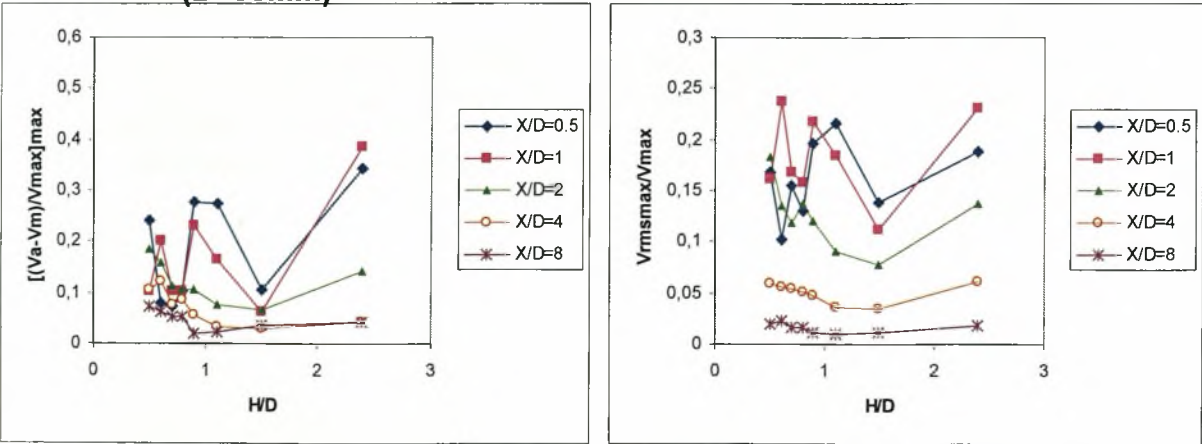 [(Va-Vm)/Vmax]max
0,6
0,5
0,4
0,3
0,2
0,1
0
0
1
2
3
H/D
X/D=0.5
X/D=1
X/D=2
X/D=4
X/D=8
Vrmsmax/Vmax
0,3
0,25
0,2
0,15
0,1
0,05
0
0
1
2
3
H/D
X/D=0.5
X/D=1
X/D=2
X/D=4
X/D=8